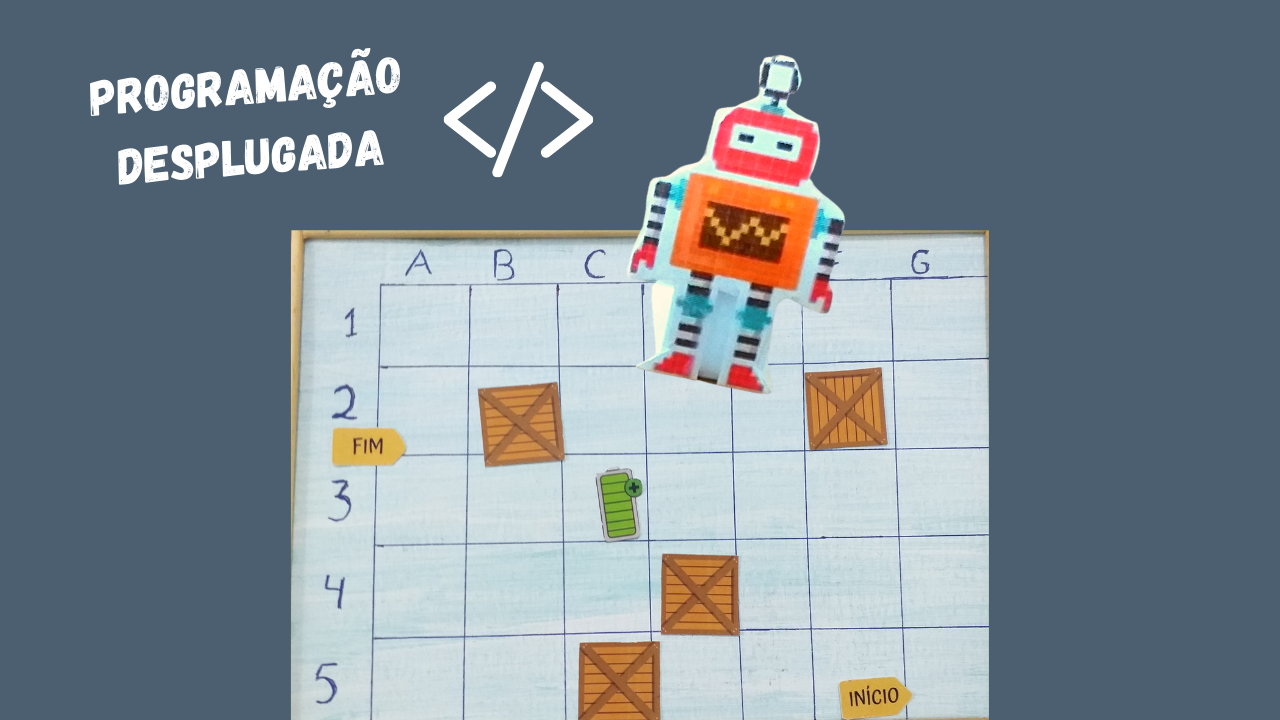 PROGRAMAÇÃO
DESPLUGADA
</>
A B C G
1
2
FIM
3
4
5
INÍCIO